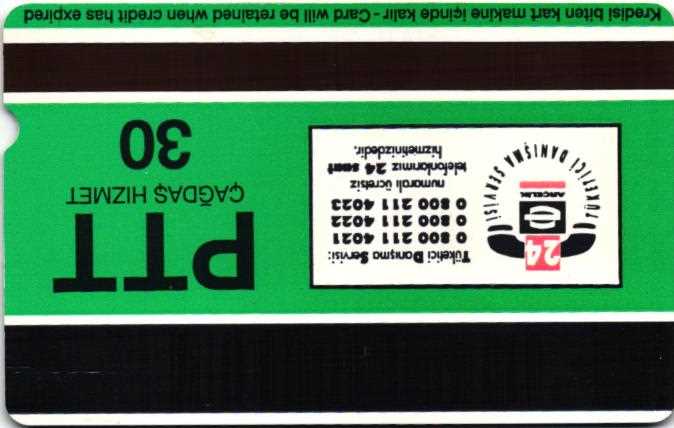 PTT
ÇAĞDAŞ HİZMET
30
24
ARÇELİK
TÜKETİCİ DANIŞMA SERVİSİ
Tüketici Danışma Servisi:
0 800 211 4021
0 800 211 4022
0 800 211 4023
numaralı ücretsiz
telefonlarımız 24 saat
hizmetinizdedir.
Kredisi biten kart makine içinde kalır - Card will be retained when credit has expired